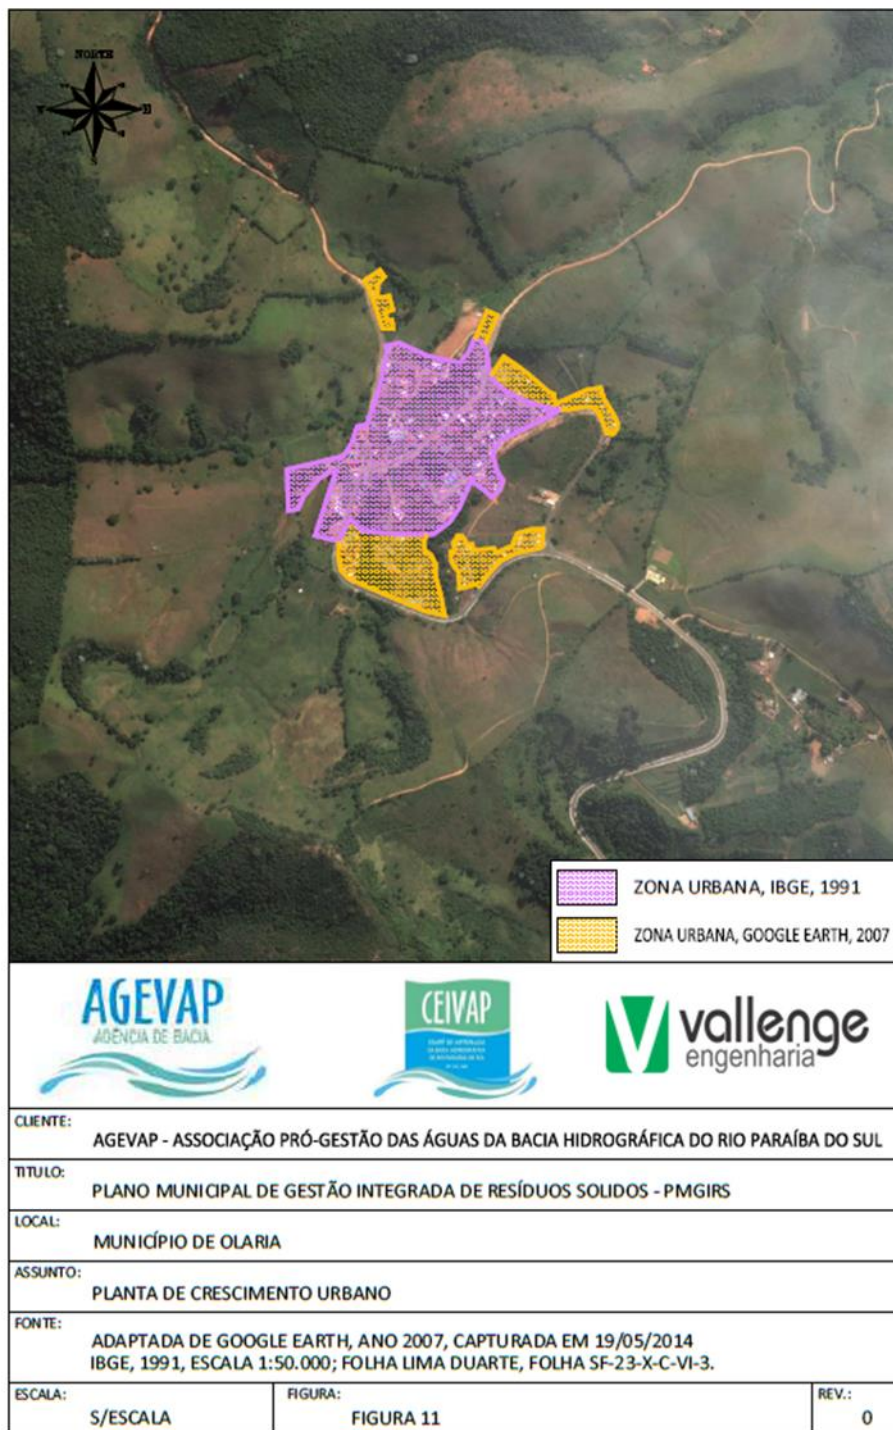 NORTE
ZONA URBANA, IBGE, 1991
ZONA URBANA, GOOGLE EARTH, 2007
AGEVAP
AGÊNCIA DE BACIA
CEIVAP
vallenge
engenharia
CLIENTE:
AGEVAP - ASSOCIAÇÃO PRÓ-GESTÃO DAS ÁGUAS DA BACIA HIDROGRÁFICA DO RIO PARAÍBA DO SUL
TITULO:
PLANO MUNICIPAL DE GESTÃO INTEGRADA DE RESÍDUOS SOLIDOS - PMGIRS
LOCAL:
MUNICÍPIO DE OLARIA
ASSUNTO:
PLANTA DE CRESCIMENTO URBANO
FONTE:
ADAPTADA DE GOOGLE EARTH, ANO 2007, CAPTURADA EM 19/05/2014
IBGE, 1991, ESCALA 1:50.000; FOLHA LIMA DUARTE, FOLHA SF-23-X-C-VI-3.
ESCALA:
S/ESCALA
FIGURA:
FIGURA 11
REV.:
0